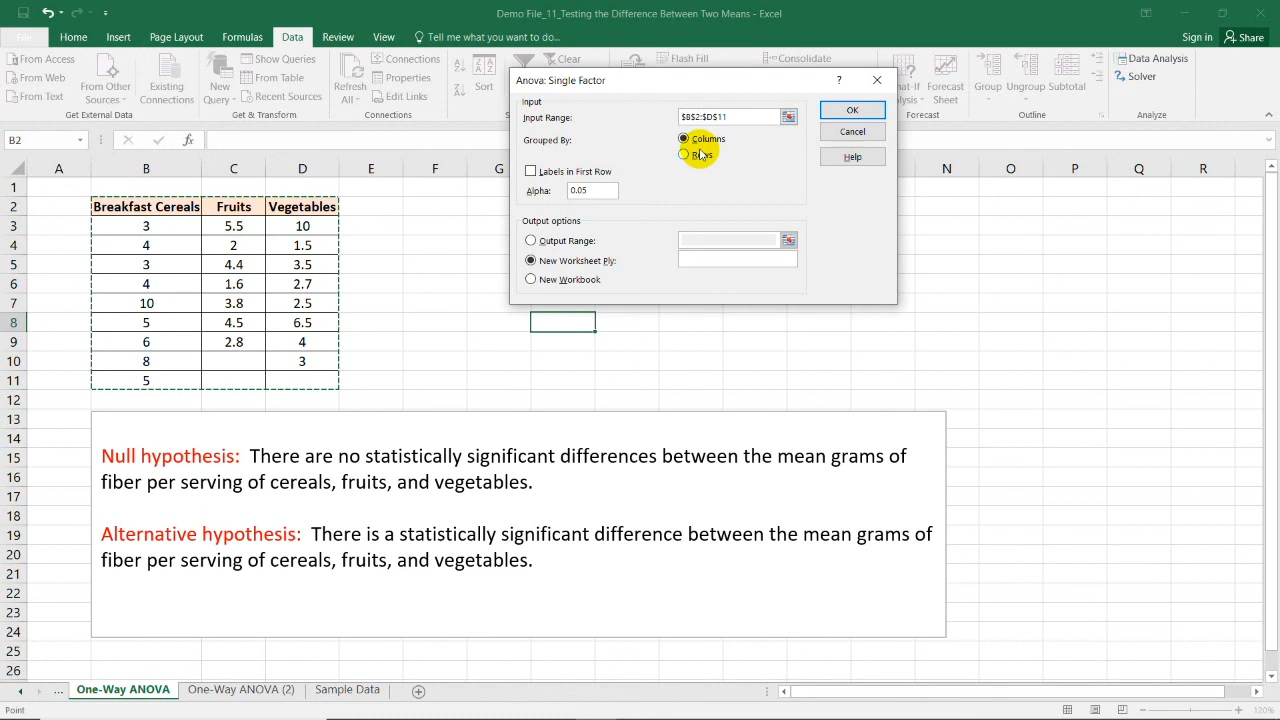 Demo File_11_Testing the Difference Between Two Means - Excel
File Home Insert Page Layout Formulas Data Review View Tell me what you want to do... Sign in Share
From Access
From Web
From Text
From Other Sources
Existing Connections
Get External Data
New Query
Show Queries
From Table
Recent Sources
Get & Transform
Refresh All
Connections
Properties
Edit Links
Connections
Sort
Flash Fill
Consolidate
What-If Analysis
Forecast Sheet
Forecast
Group Ungroup Subtotal
Outline
Data Analysis
Solver
Analysis
Anova: Single Factor
?
Input
Input Range: $B$2:$D$11
Grouped By: Columns
Rows
Labels in First Row
Alpha: 0.05
Output options
Output Range:
New Worksheet Ply:
New Workbook
OK
Cancel
Help
B2
fx
A B C D E F G N O P Q R
1
2 Breakfast Cereals Fruits Vegetables
3 3 5.5 10
4 4 2 1.5
5 3 4.4 3.5
6 4 1.6 2.7
7 10 3.8 2.5
8 5 4.5 6.5
9 6 2.8 4
10 8 3
11 5
12
13
14
15
16
17
18
19
20
21
22
23
24
25
26
Null hypothesis: There are no statistically significant differences between the mean grams of
fiber per serving of cereals, fruits, and vegetables.
Alternative hypothesis: There is a statistically significant difference between the mean grams of
fiber per serving of cereals, fruits, and vegetables.
... One-Way ANOVA One-Way ANOVA (2) Sample Data
Point 120%